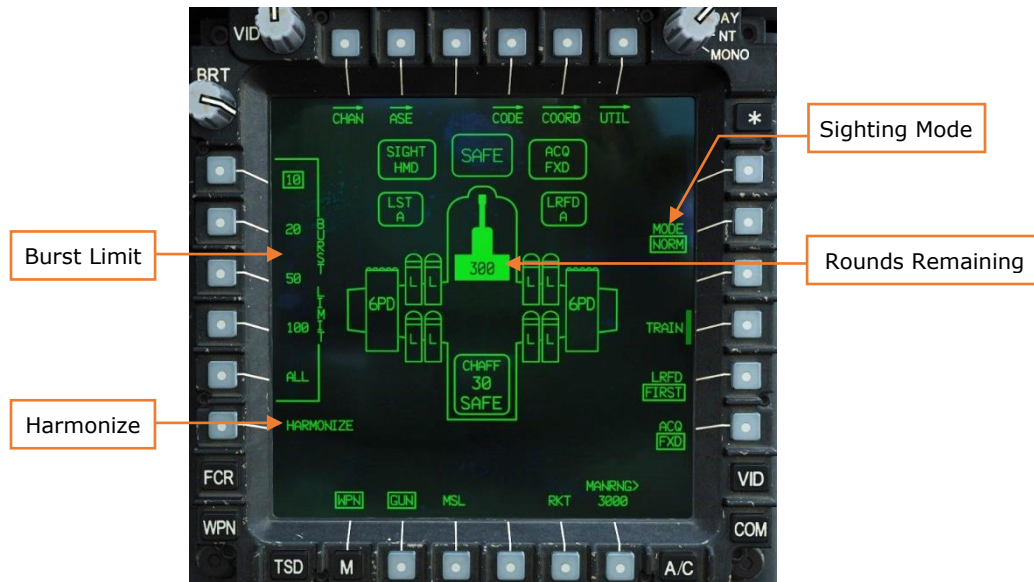 VID
DAY
NT
MONO
BRT
CHAN
ASE
CODE
COORD
UTIL
*
SIGHT
HMD
SAFE
ACQ
FXD
Sighting Mode
10
LST
A
LRFD
A
20
MODE
NORM
BURST LIMIT
Burst Limit
300
Rounds Remaining
50
L
L
L
L
6PD
6PD
100
L
L
L
L
TRAIN
CHAFF
30
SAFE
ALL
LRFD
FIRST
Harmonize
HARMONIZE
ACQ
FXD
FCR
VID
WPN
GUN
MSL
RKT
MANRNG>
3000
WPN
COM
TSD
M
A/C